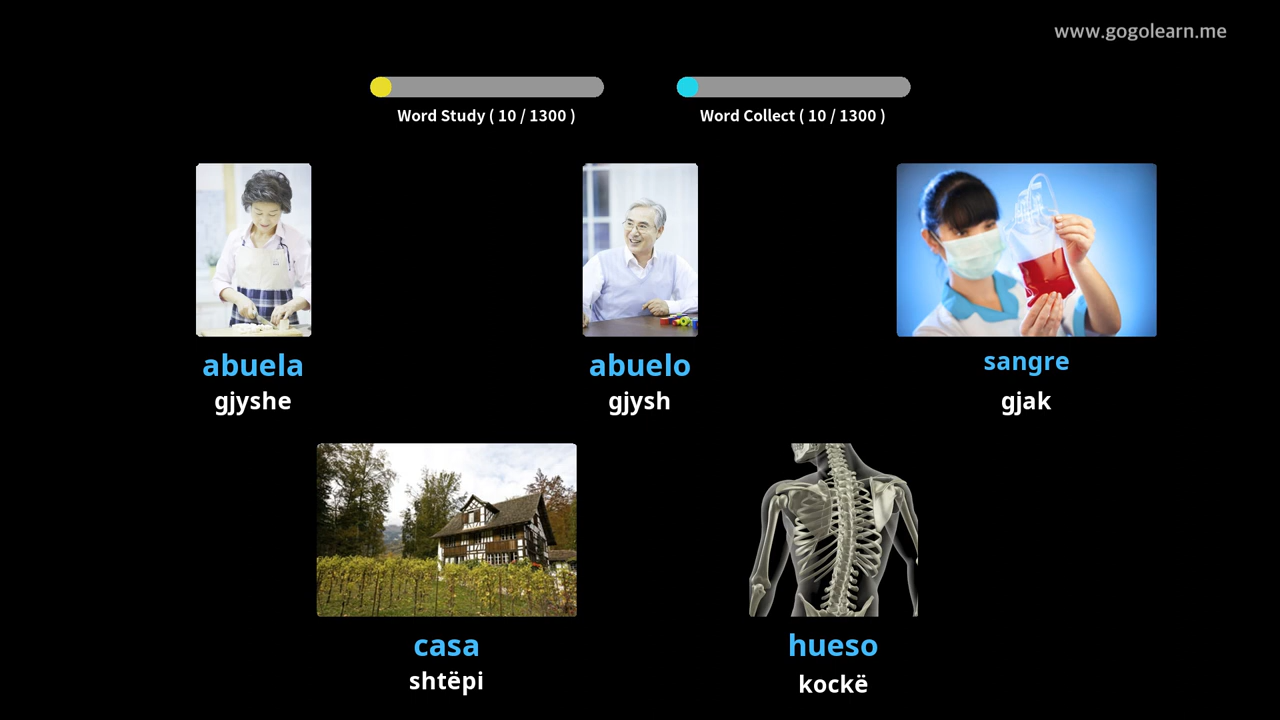 www.gogolearn.me
Word Study ( 10 / 1300 )
Word Collect ( 10 / 1300 )
abuela
gjyshe
abuelo
gjysh
sangre
gjak
casa
shtëpi
hueso
kockë